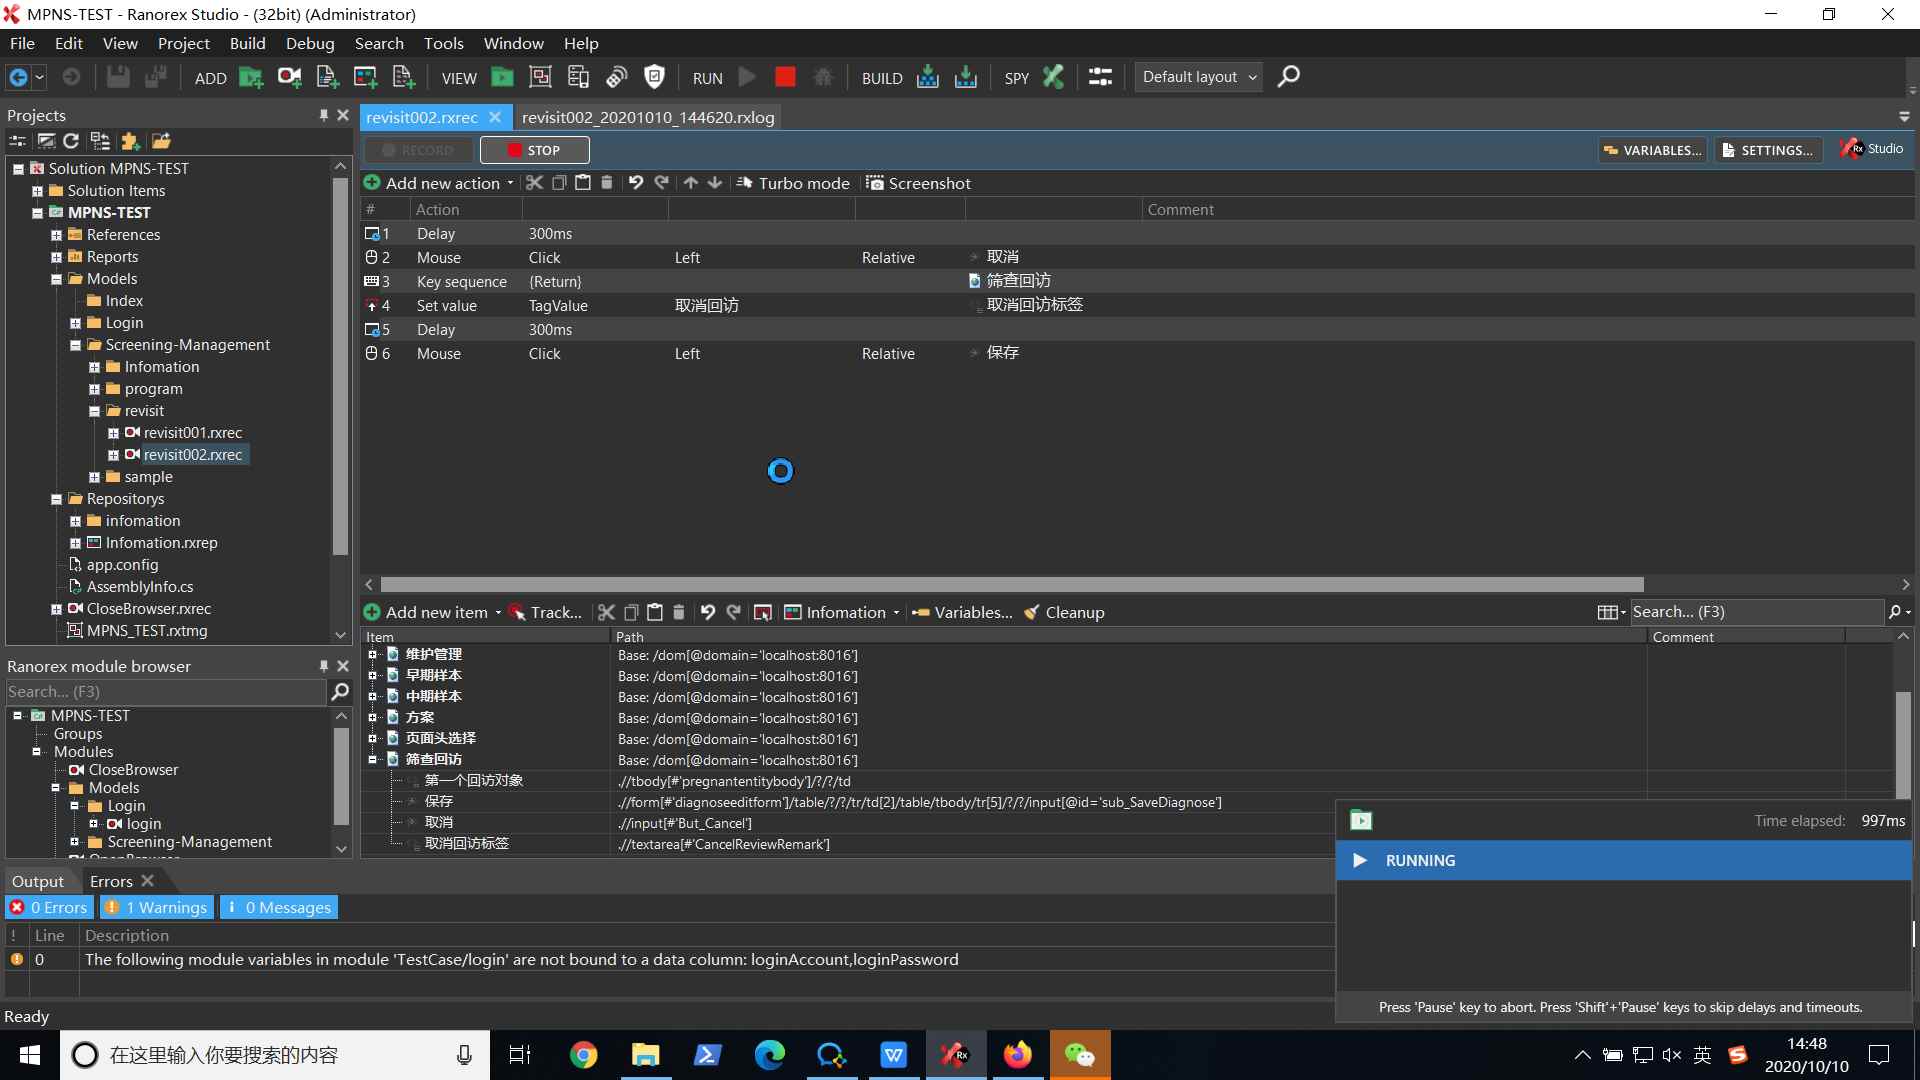 MPNS-TEST - Ranorex Studio - (32bit) (Administrator)
File Edit View Project Build Debug Search Tools Window Help
ADD VIEW RUN BUILD SPY Default layout
Projects
Solution MPNS-TEST
Solution Items
MPNS-TEST
References
Reports
Models
Index
Login
Screening-Management
Infomation
program
revisit
revisit001.rxrec
revisit002.rxrec
sample
Repositorys
infomation
Infomation.rxrep
app.config
AssemblyInfo.cs
CloseBrowser.rxrec
MPNS_TEST.rxtmg
Ranorex module browser
Search... (F3)
MPNS-TEST
Groups
Modules
CloseBrowser
Models
Login
login
Screening-Management
revisit002.rxrec revisit002_20201010_144620.rxlog
RECORD STOP VARIABLES... SETTINGS... Rx Studio
Add new action Turbo mode Screenshot
# Action Comment
1 Delay 300ms
2 Mouse Click Left Relative 取消
3 Key sequence {Return} 筛查回访
4 Set value TagValue 取消回访 取消回访标签
5 Delay 300ms
6 Mouse Click Left Relative 保存
Add new item Track... Infomation Variables... Cleanup Search... (F3)
Item Path Comment
维护管理 Base: /dom[@domain='localhost:8016']
早期样本 Base: /dom[@domain='localhost:8016']
中期样本 Base: /dom[@domain='localhost:8016']
方案 Base: /dom[@domain='localhost:8016']
页面头选择 Base: /dom[@domain='localhost:8016']
筛查回访 Base: /dom[@domain='localhost:8016']
第一个回访对象 .//tbody[#'pregnantentitybody']/?/?/td
保存 .//form[#'diagnoseeditform']/table/?/?/tr/td[2]/table/tbody/tr[5]/?/?/input[@id='sub_SaveDiagnose']
取消 .//input[#'But_Cancel']
取消回访标签 .//textarea[#'CancelReviewRemark']
Time elapsed: 997ms
RUNNING
Press 'Pause' key to abort. Press 'Shift'+'Pause' keys to skip delays and timeouts.
Output Errors
0 Errors 1 Warnings 0 Messages
! Line Description
0 The following module variables in module 'TestCase/login' are not bound to a data column: loginAccount,loginPassword
Ready
在这里输入你要搜索的内容
英
14:48
2020/10/10